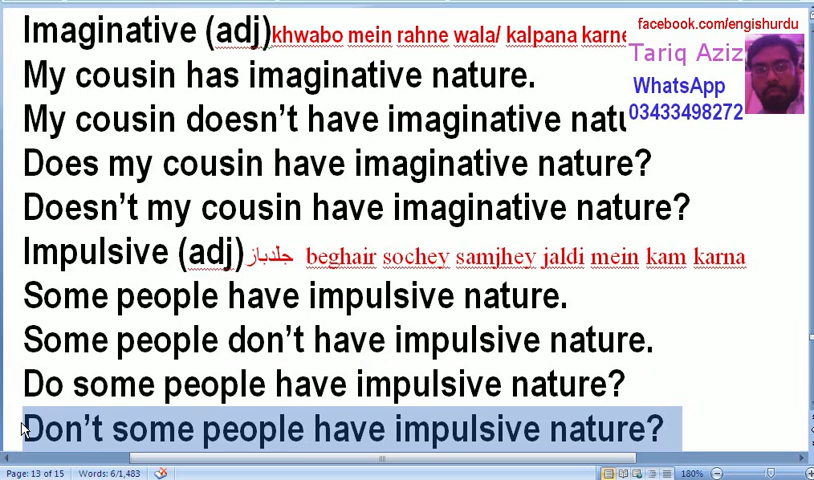 Imaginative (adj)khwabo mein rahne wala/ kalpana karne
My cousin has imaginative nature.
My cousin doesn’t have imaginative natu
Does my cousin have imaginative nature?
Doesn’t my cousin have imaginative nature?
Impulsive (adj)جلدباز beghair sochey samjhey jaldi mein kam karna
Some people have impulsive nature.
Some people don’t have impulsive nature.
Do some people have impulsive nature?
Don’t some people have impulsive nature?
facebook.com/engishurdu
Tariq Aziz
WhatsApp
03433498272
Page: 13 of 15 Words: 6/1,483 180%